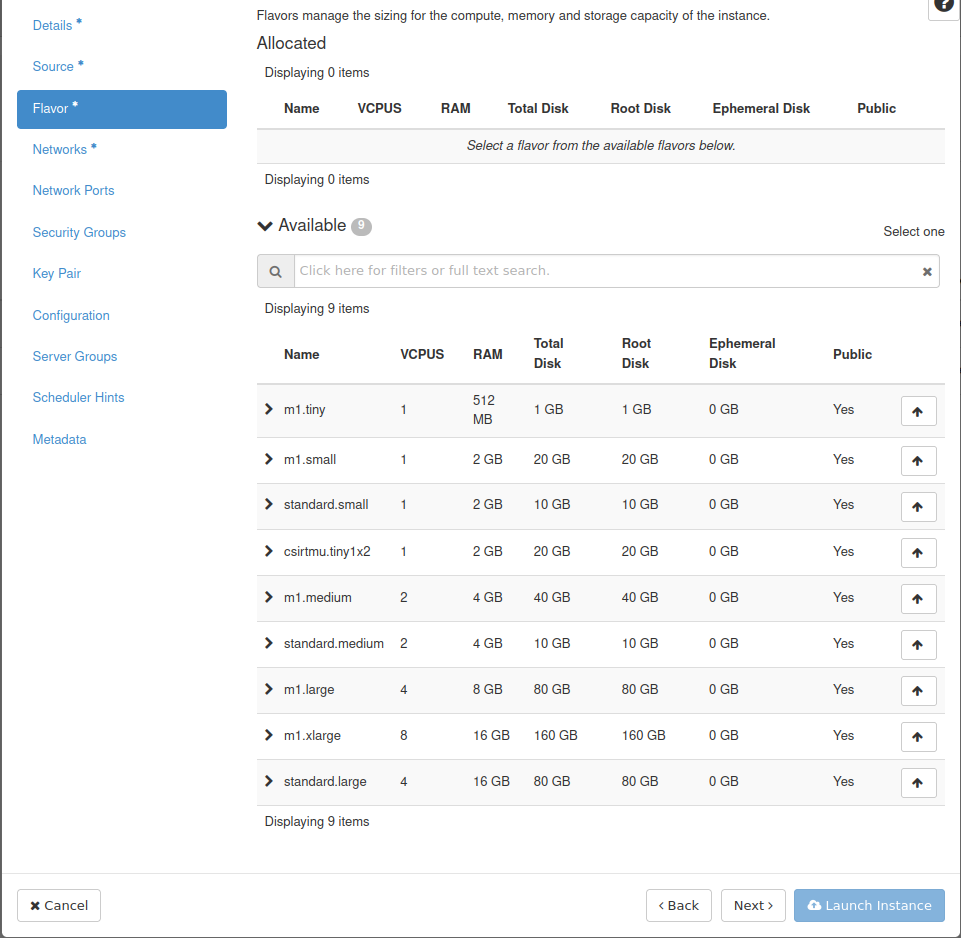 Details *
Source *
Flavor *
Networks *
Network Ports
Security Groups
Key Pair
Configuration
Server Groups
Scheduler Hints
Metadata
Flavors manage the sizing for the compute, memory and storage capacity of the instance.
?
Allocated
Displaying 0 items
Name VCPUS RAM Total Disk Root Disk Ephemeral Disk Public
Select a flavor from the available flavors below.
Displaying 0 items
Available 9
Select one
Click here for filters or full text search.
Displaying 9 items
Name VCPUS RAM Total Disk Root Disk Ephemeral Disk Public
m1.tiny 1 512 MB 1 GB 1 GB 0 GB Yes
m1.small 1 2 GB 20 GB 20 GB 0 GB Yes
standard.small 1 2 GB 10 GB 10 GB 0 GB Yes
csirtmu.tiny1x2 1 2 GB 20 GB 20 GB 0 GB Yes
m1.medium 2 4 GB 40 GB 40 GB 0 GB Yes
standard.medium 2 4 GB 10 GB 10 GB 0 GB Yes
m1.large 4 8 GB 80 GB 80 GB 0 GB Yes
m1.xlarge 8 16 GB 160 GB 160 GB 0 GB Yes
standard.large 4 16 GB 80 GB 80 GB 0 GB Yes
Displaying 9 items
Cancel
Back
Next
Launch Instance